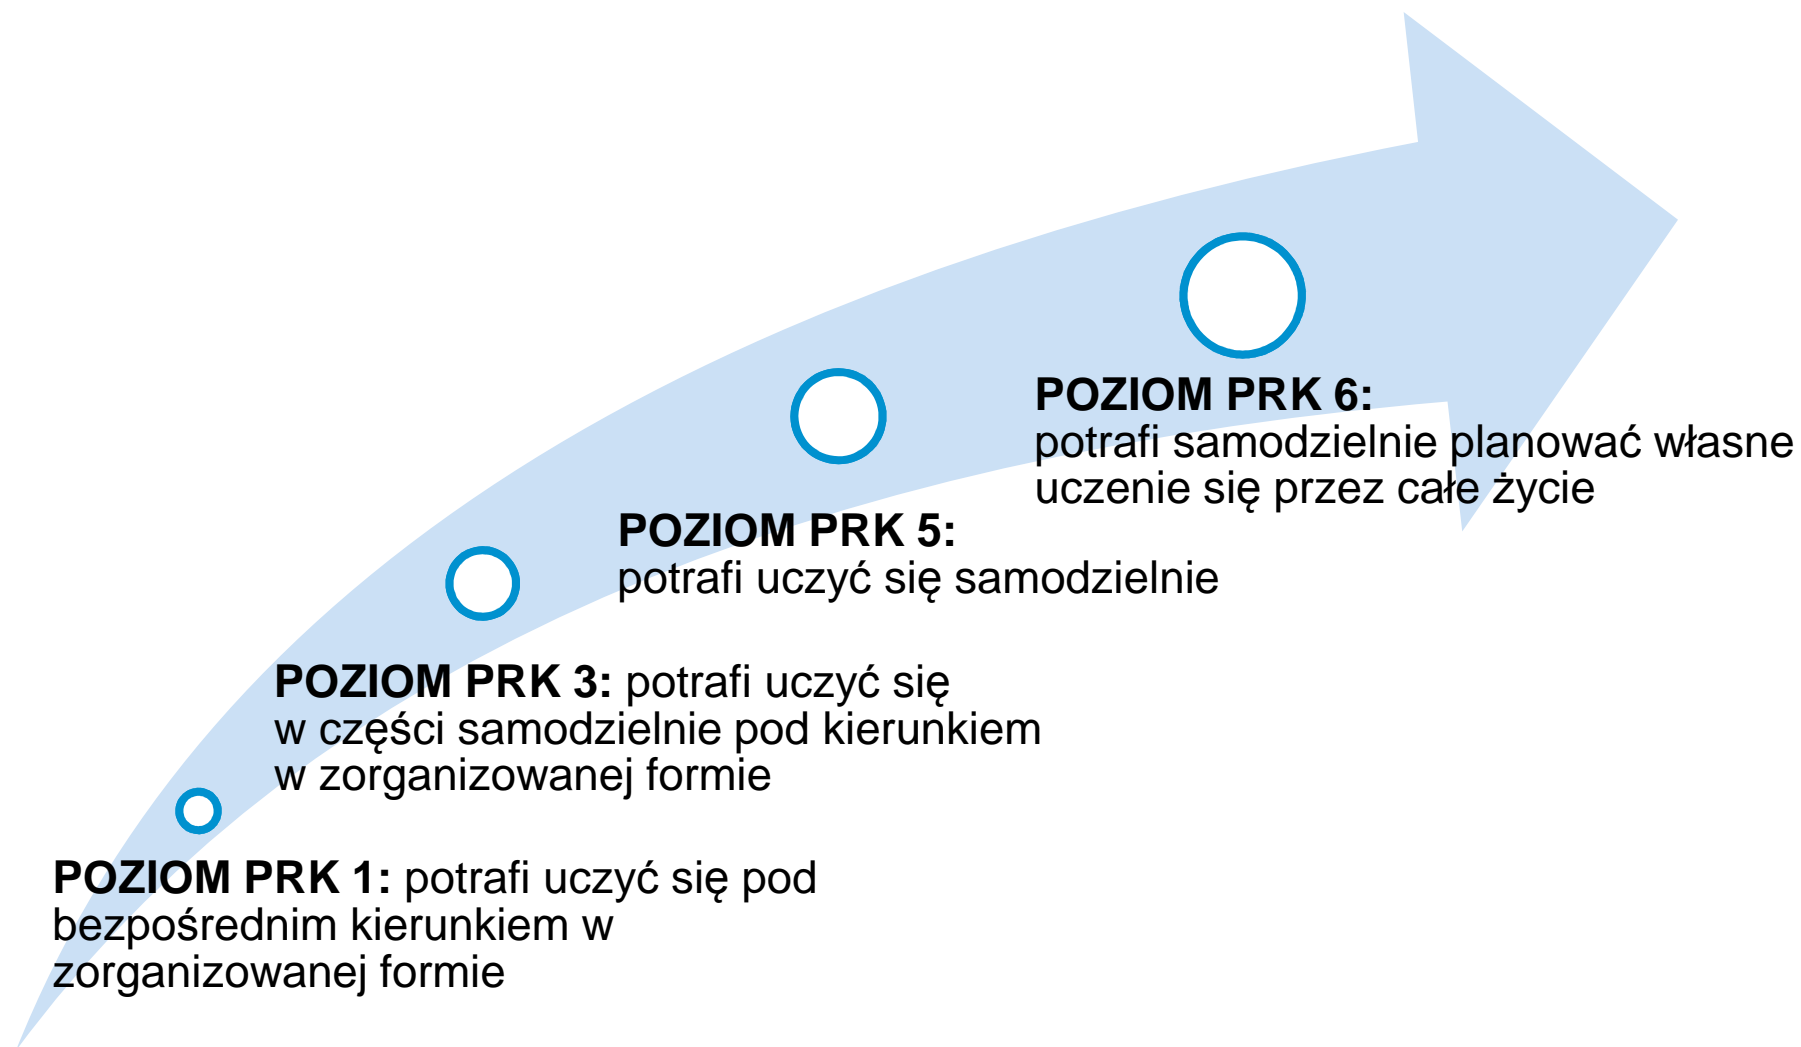 POZIOM PRK 6:
potrafi samodzielnie planować własne
uczenie się przez całe życie
POZIOM PRK 5:
potrafi uczyć się samodzielnie
POZIOM PRK 3: potrafi uczyć się
w części samodzielnie pod kierunkiem
w zorganizowanej formie
POZIOM PRK 1: potrafi uczyć się pod
bezpośrednim kierunkiem w
zorganizowanej formie